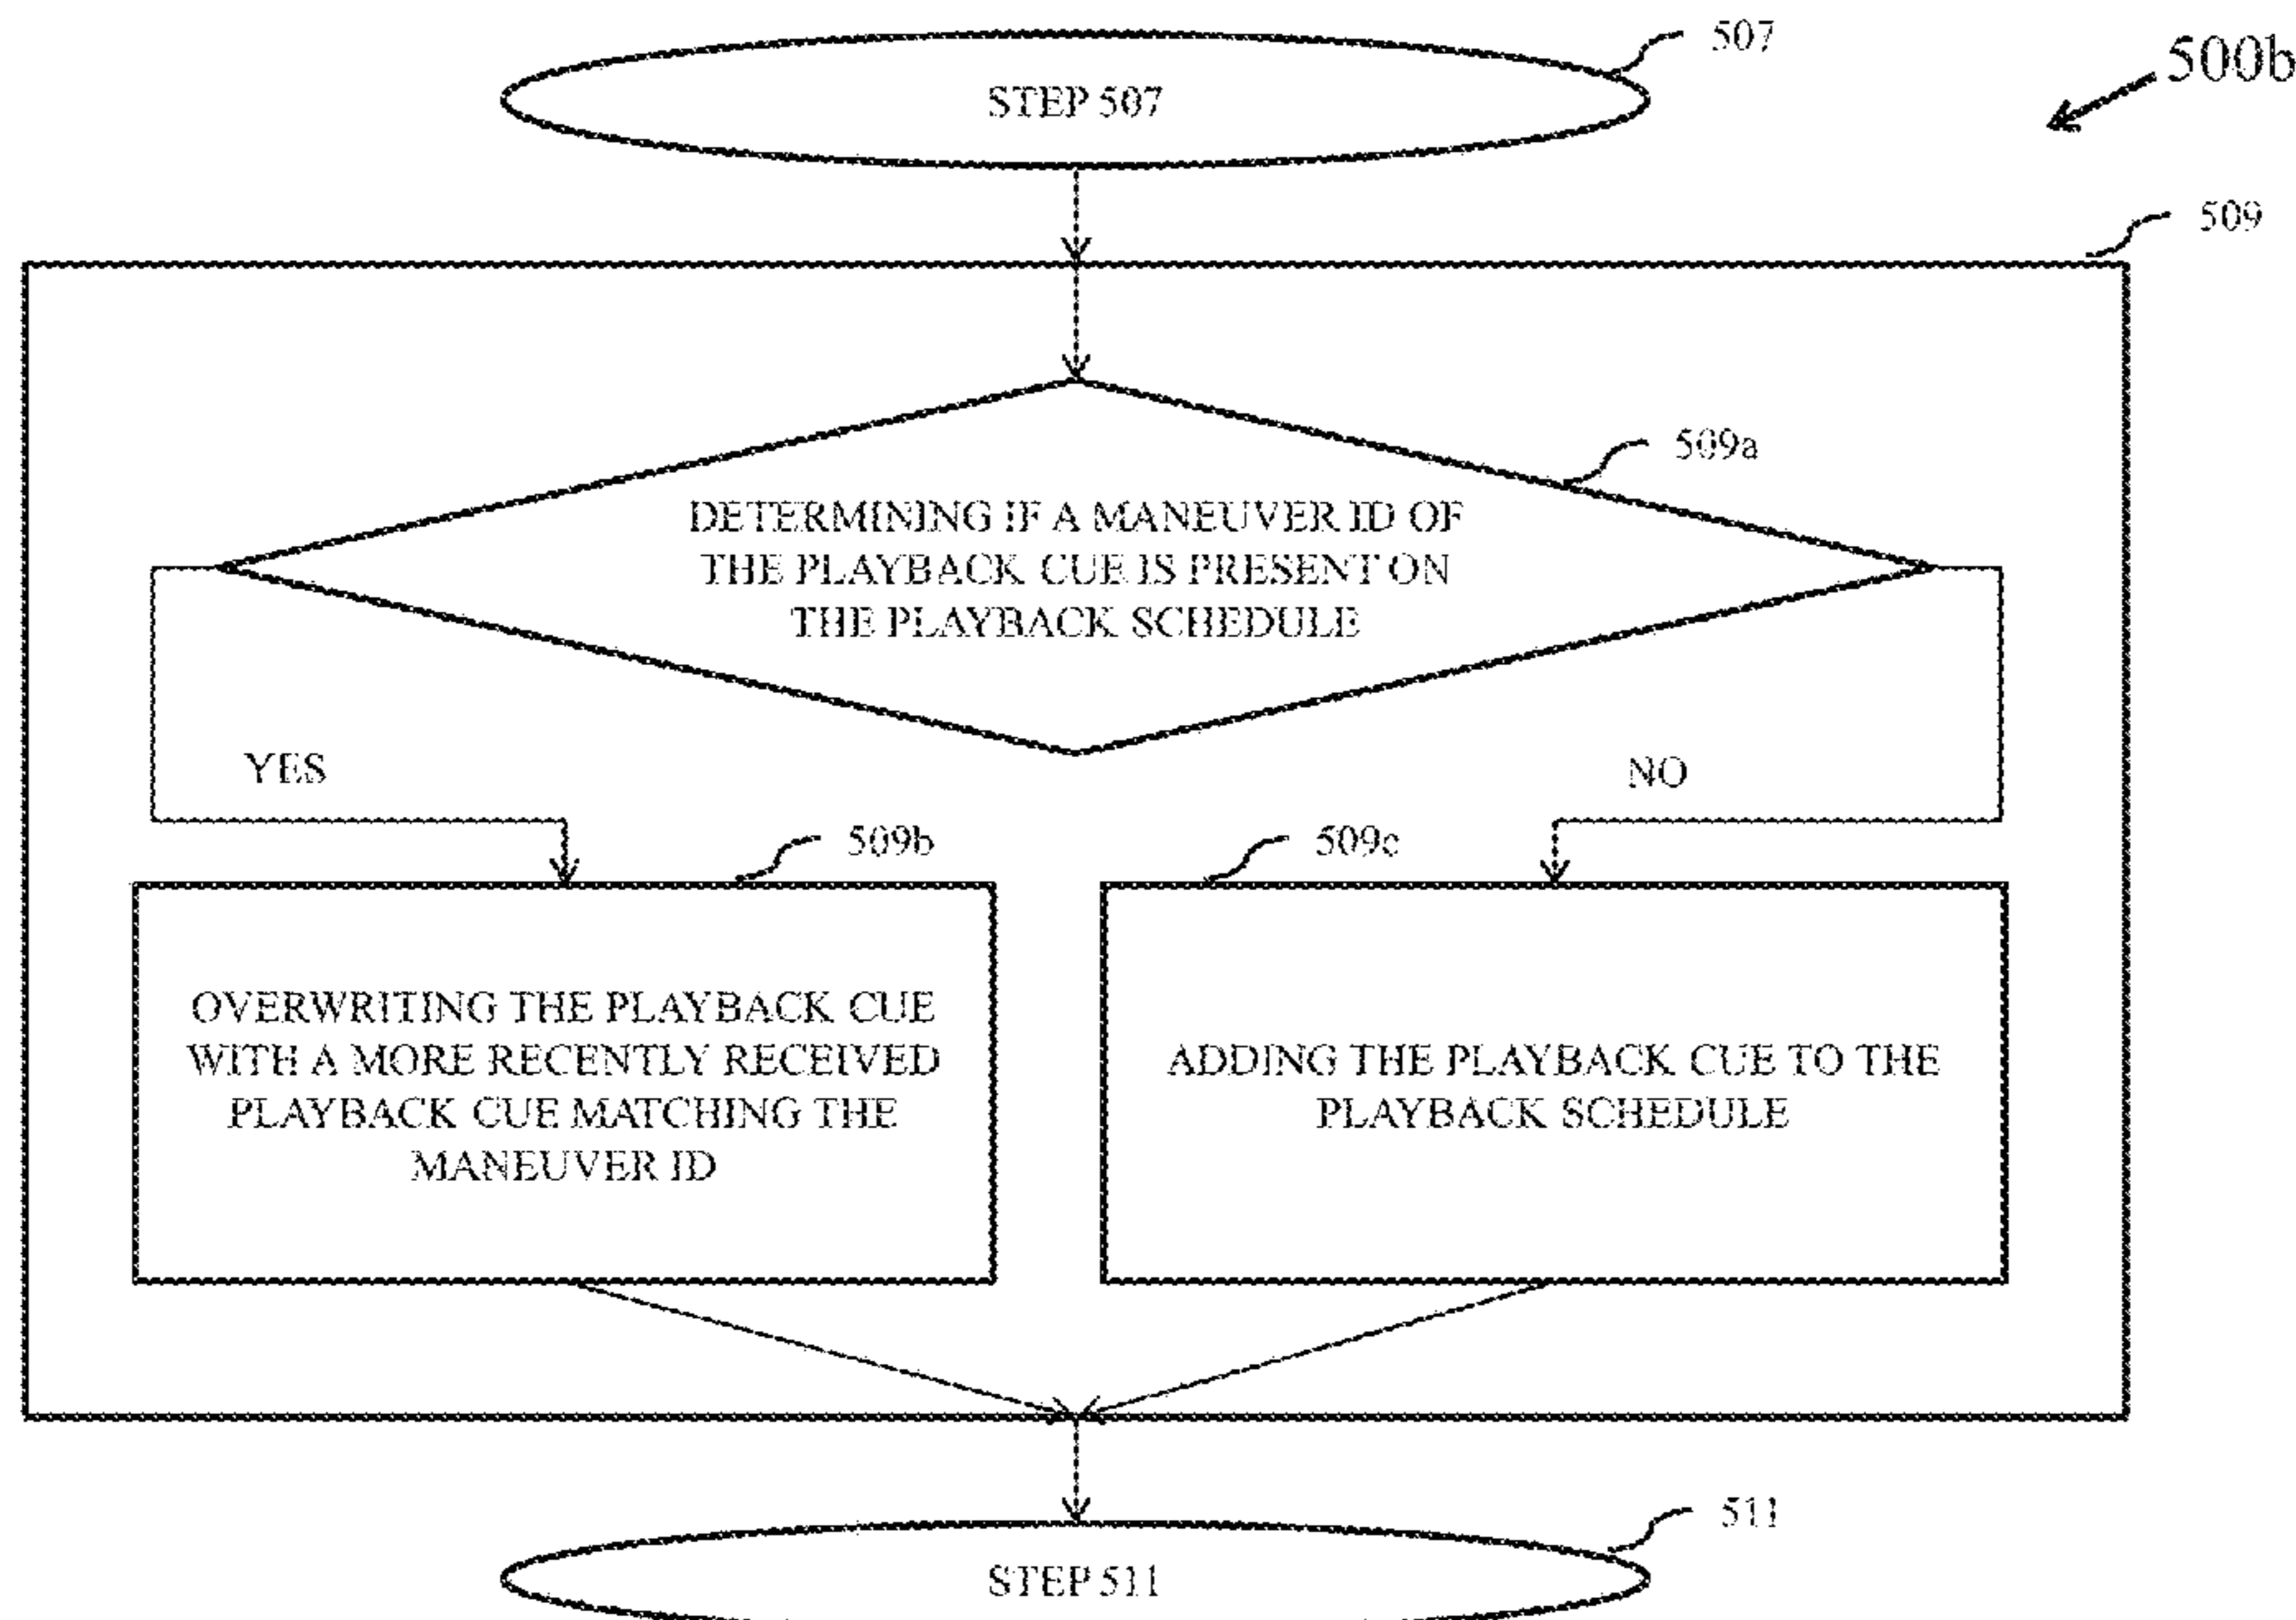 507
500b
STEP 507
509
509a
DETERMINING IF A MANEUVER ID OF
THE PLAYBACK CUE IS PRESENT ON
THE PLAYBACK SCHEDULE
YES
NO
509b
509c
OVERWRITING THE PLAYBACK CUE
WITH A MORE RECENTLY RECEIVED
PLAYBACK CUE MATCHING THE
MANEUVER ID
ADDING THE PLAYBACK CUE TO THE
PLAYBACK SCHEDULE
511
STEP 511